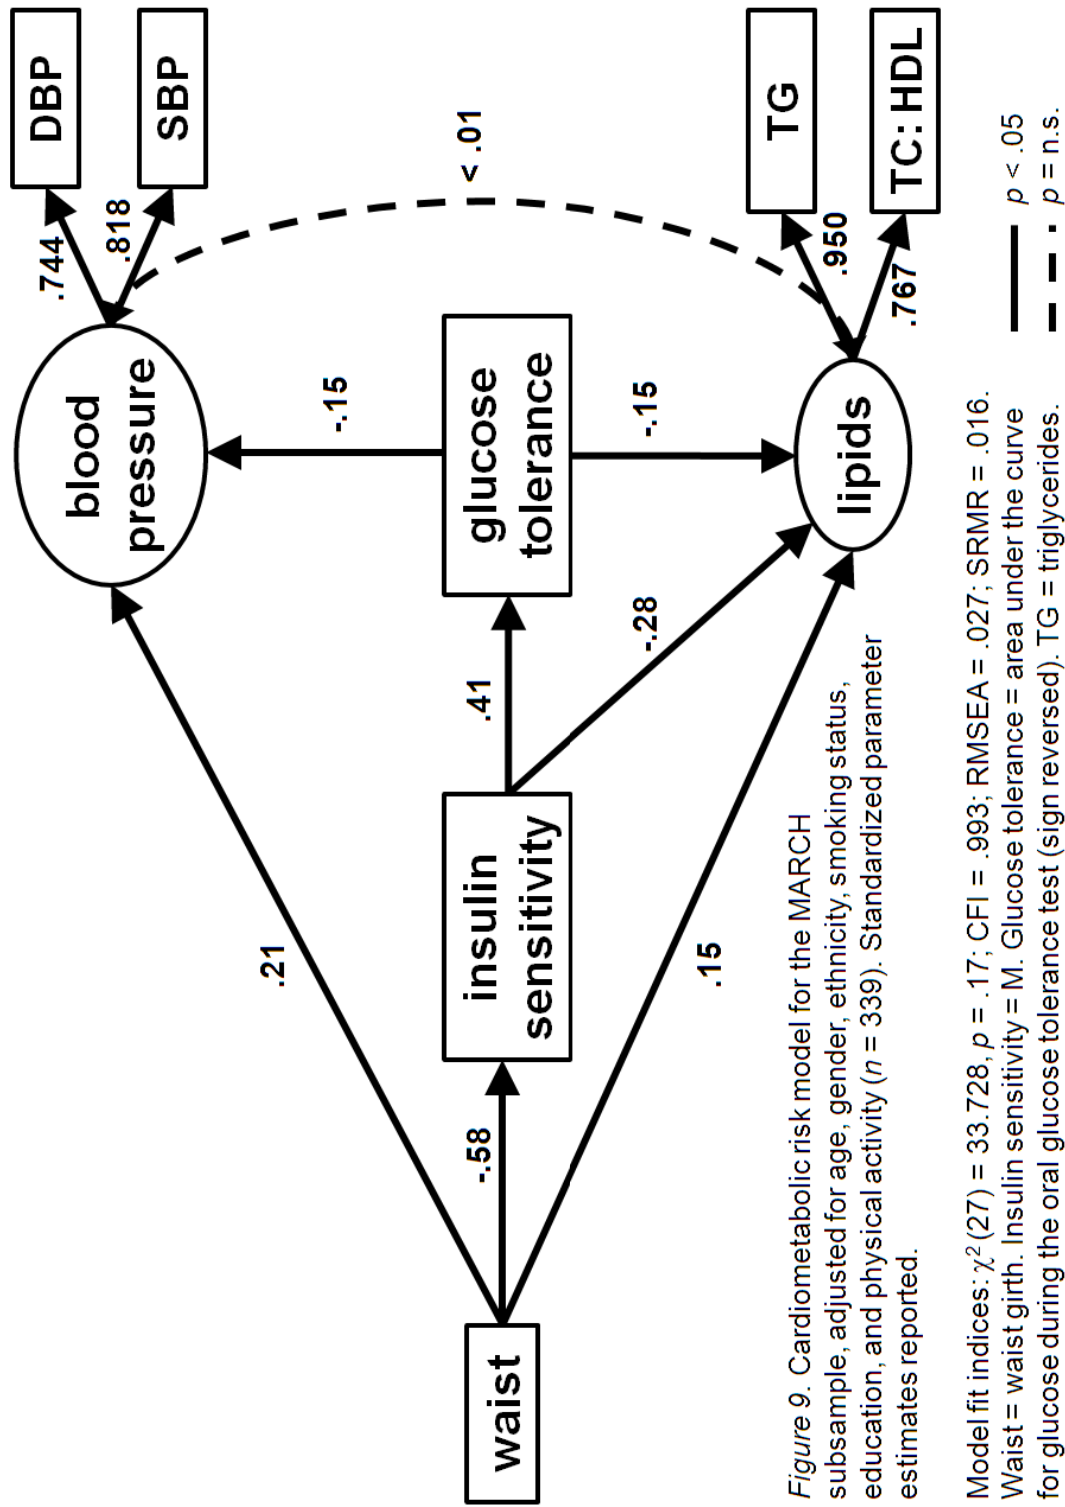 DBP
SBP
.744
.818
blood
pressure
< .01
TG
TC: HDL
.950
.767
lipids
-.15
-.15
glucose
tolerance
.41
-.28
insulin
sensitivity
.21
.15
-.58
waist
Figure 9. Cardiometabolic risk model for the MARCH
subsample, adjusted for age, gender, ethnicity, smoking status,
education, and physical activity (n = 339). Standardized parameter
estimates reported.
p < .05
p = n.s.
Model fit indices: χ² (27) = 33.728, p = .17; CFI = .993; RMSEA = .027; SRMR = .016.
Waist = waist girth. Insulin sensitivity = M. Glucose tolerance = area under the curve
for glucose during the oral glucose tolerance test (sign reversed). TG = triglycerides.